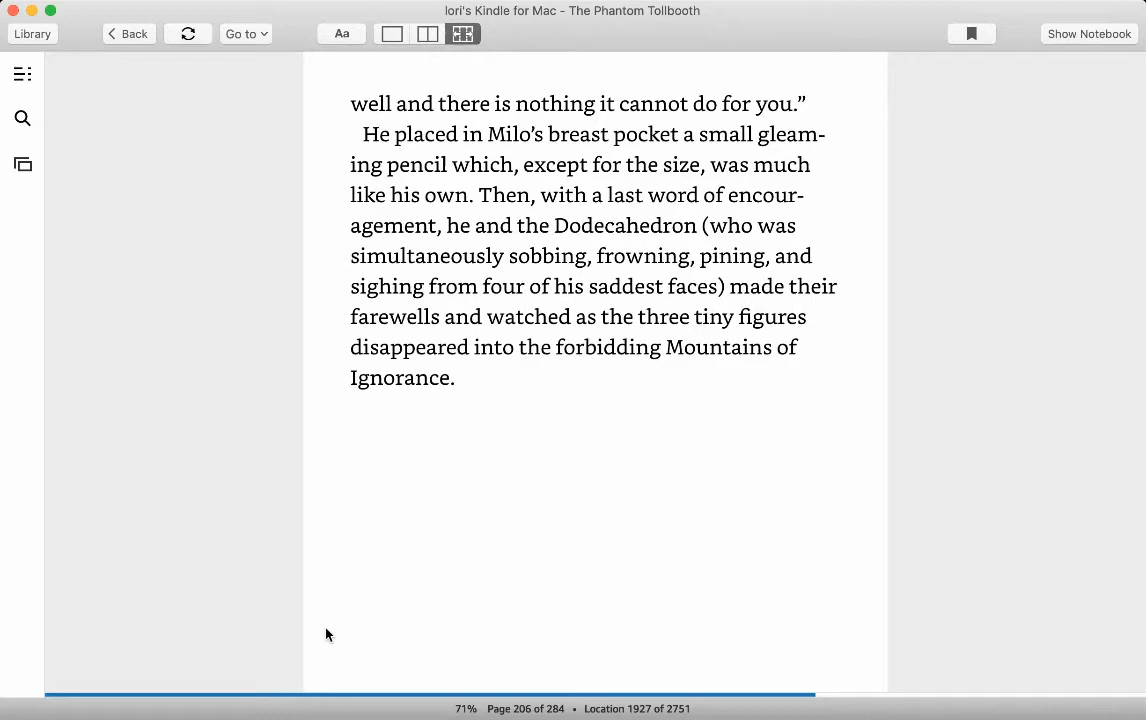 lori's Kindle for Mac - The Phantom Tollbooth
Library
Back
Go to
Aa
Show Notebook
well and there is nothing it cannot do for you.”
He placed in Milo’s breast pocket a small gleam-
ing pencil which, except for the size, was much
like his own. Then, with a last word of encour-
agement, he and the Dodecahedron (who was
simultaneously sobbing, frowning, pining, and
sighing from four of his saddest faces) made their
farewells and watched as the three tiny figures
disappeared into the forbidding Mountains of
Ignorance.
71% Page 206 of 284 • Location 1927 of 2751